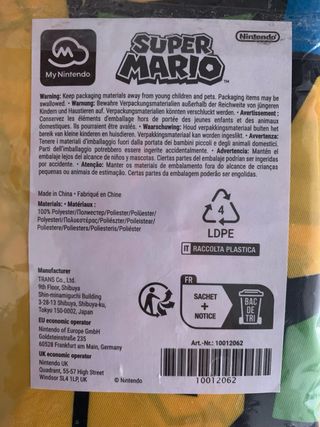 My Nintendo
SUPER
MARIO™
Nintendo
Warning: Keep packaging materials away from young children and pets. Packaging items may be
swallowed. • Warnung: Bewahre Verpackungsmaterialien außerhalb der Reichweite von jüngeren
Kindern und Haustieren auf. Verpackungsmaterialien könnten verschluckt werden. • Avertissement :
Conservez les éléments d'emballage hors de portée des jeunes enfants et des animaux
domestiques. Ils pourraient être avalés. • Waarschuwing: Houd verpakkingsmateriaal buiten het
bereik van kleine kinderen en huisdieren. Verpakkingsmateriaal kan worden ingeslikt. • Avvertenza:
Tenere i materiali d'imballaggio fuori dalla portata dei bambini piccoli e degli animali domestici.
Parti dell'imballaggio potrebbero essere ingerite accidentalmente. • Advertencia: Mantén el
embalaje lejos del alcance de niños y mascotas. Ciertas partes del embalaje podrían ser ingeridas
por accidente. • Atenção: Manter os materiais de embalamento fora do alcance de crianças e
animais de estimação. Certas partes da embalagem poderão ser engolidas.
Made in China • Fabriqué en Chine
Materials: • Matériaux :
100% Polyester/Полиестер/Poliester/Poliéster/
Polyesteri/Πολυεστέρας/Poliészter/Poliestere/Poleistear/
Poliestere/Poliesteris/Poliéster
4
LDPE
IT RACCOLTA PLASTICA
Manufacturer
TRANS Co., Ltd.
9th Floor, Shibuya
Shin-minamiguchi Building
3-28-13 Shibuya, Shibuya-ku,
Tokyo 150-0002, Japan
EU economic operator
Nintendo of Europe GmbH
Goldsteinstraße 235
60528 Frankfurt am Main, Germany
UK economic operator
Nintendo UK
Quadrant, 55-57 High Street
Windsor SL4 1LP, UK
© Nintendo
FR
SACHET
+
NOTICE
BAC
DE
TRI
Art.-Nr.: 10012062
10012062